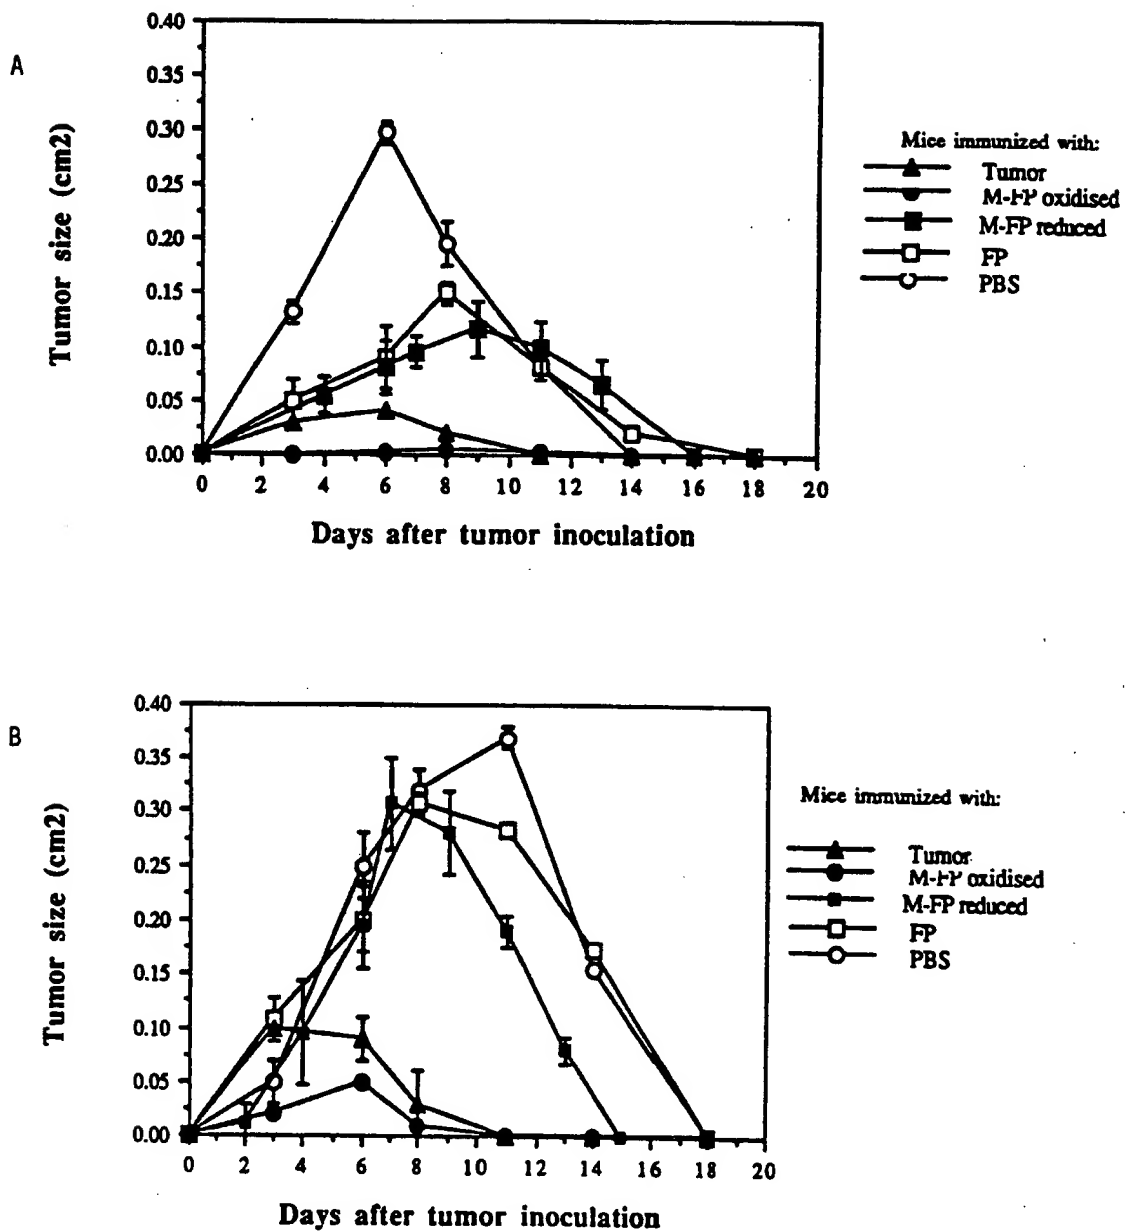 A
Tumor size (cm2)
0.40
0.35
0.30
0.25
0.20
0.15
0.10
0.05
0.00
0 2 4 6 8 10 12 14 16 18 20
Days after tumor inoculation
Mice immunized with:
Tumor
M-FP oxidised
M-FP reduced
FP
PBS
B
Tumor size (cm2)
0.40
0.35
0.30
0.25
0.20
0.15
0.10
0.05
0.00
0 2 4 6 8 10 12 14 16 18 20
Days after tumor inoculation
Mice immunized with:
Tumor
M-FP oxidised
M-FP reduced
FP
PBS